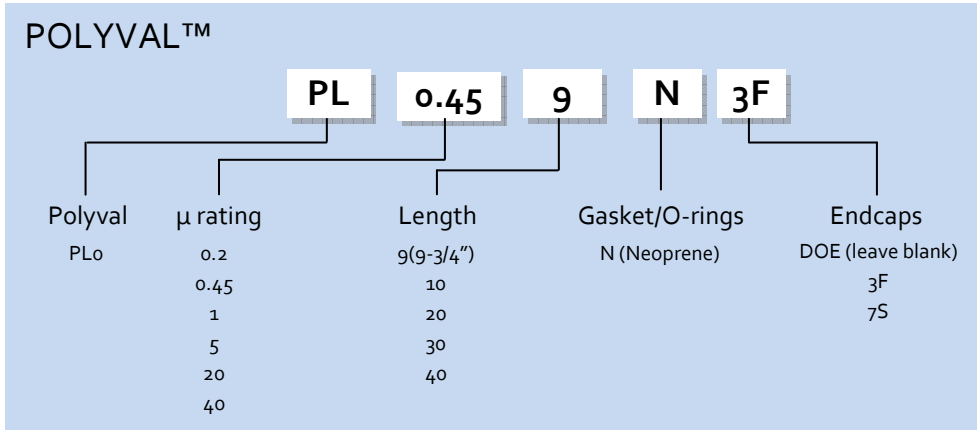 POLYVAL™
PL 0.45 9 N 3F
Polyval μ rating Length Gasket/O-rings Endcaps
PL0 0.2 9(9-3/4”) N (Neoprene) DOE (leave blank)
0.45 10 3F
1 20 7S
5 30
20 40
40